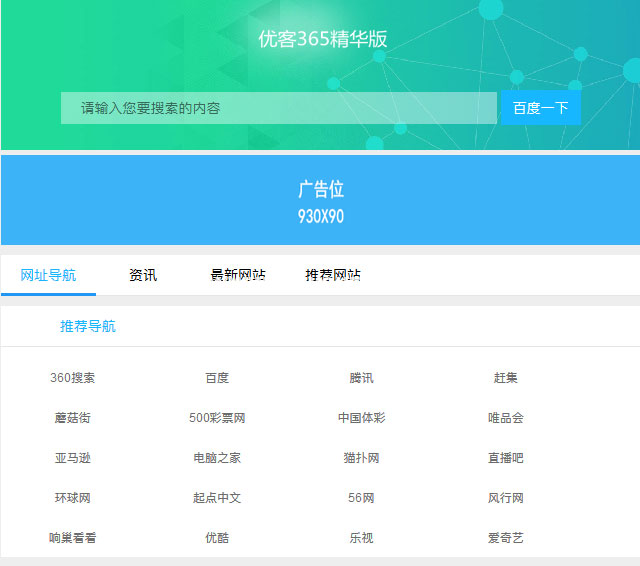 优客365精华版
请输入您要搜索的内容 百度一下
广告位
930X90
网址导航 资讯 最新网站 推荐网站
推荐导航
360搜索 百度 腾讯 赶集
蘑菇街 500彩票网 中国体彩 唯品会
亚马逊 电脑之家 猫扑网 直播吧
环球网 起点中文 56网 风行网
响巢看看 优酷 乐视 爱奇艺